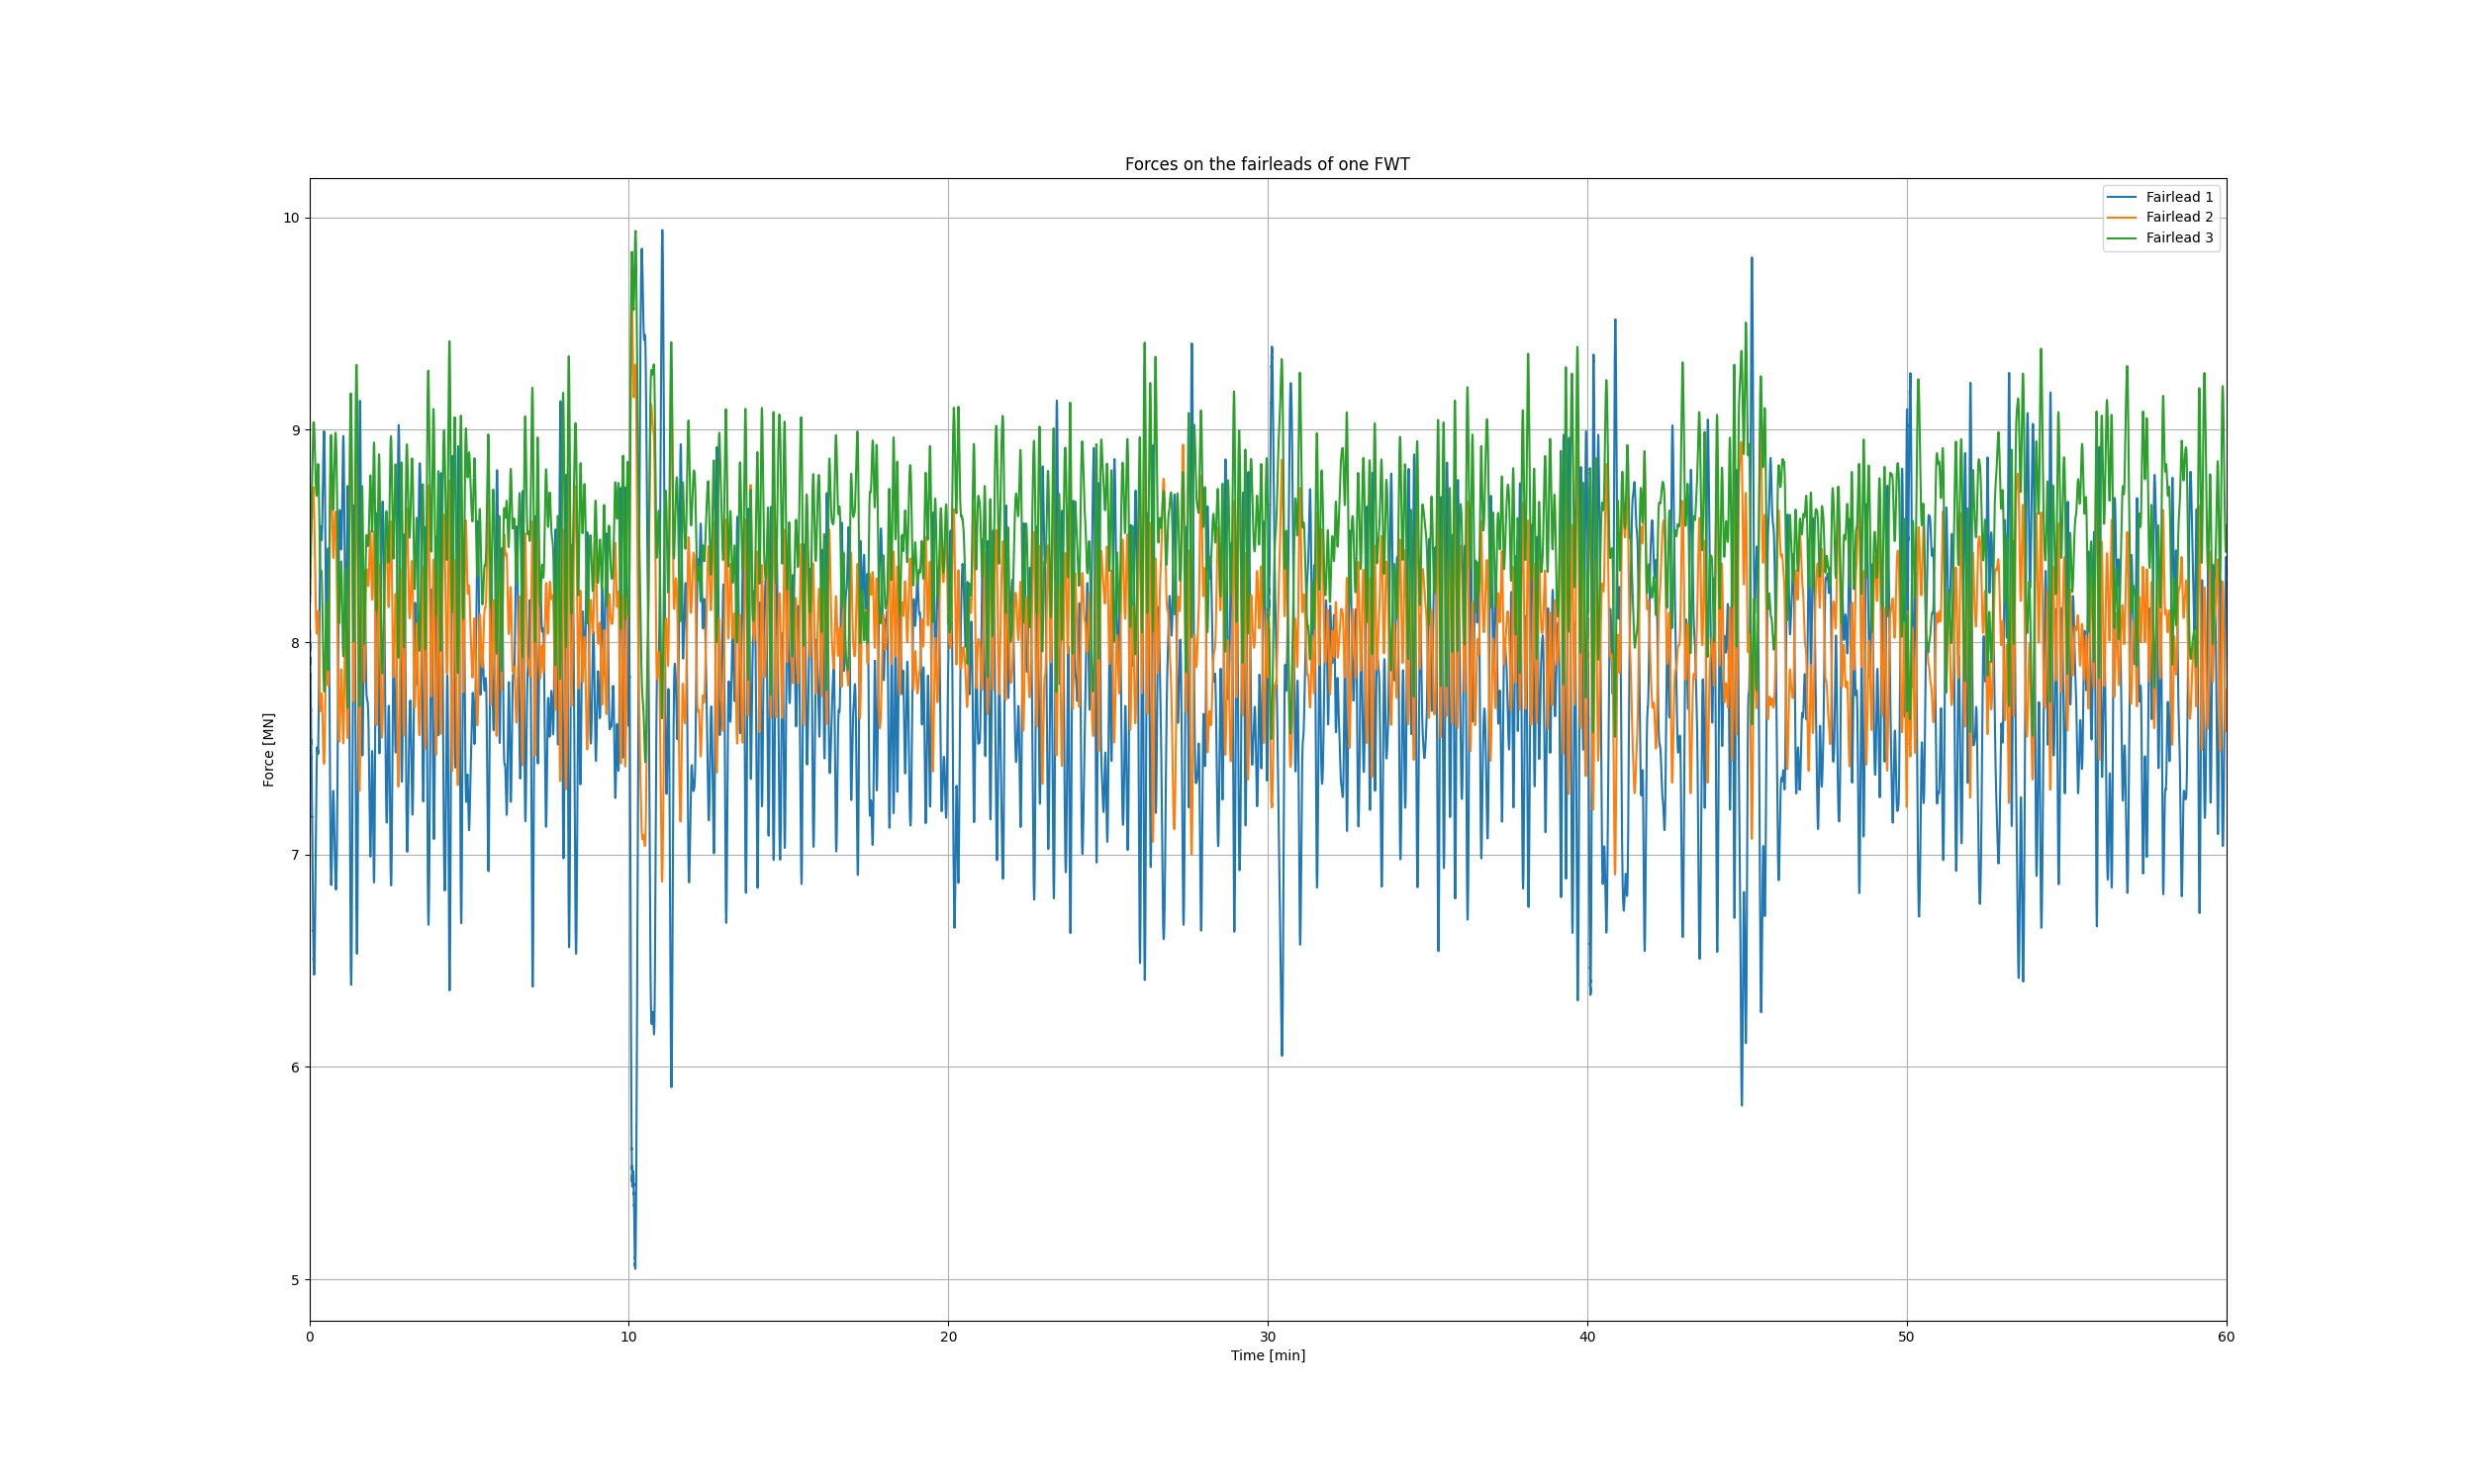 Forces on the fairleads of one FWT
Fairlead 1
Fairlead 2
Fairlead 3
10
9
8
7
6
5
Force [MN]
0 10 20 30 40 50 60
Time [min]